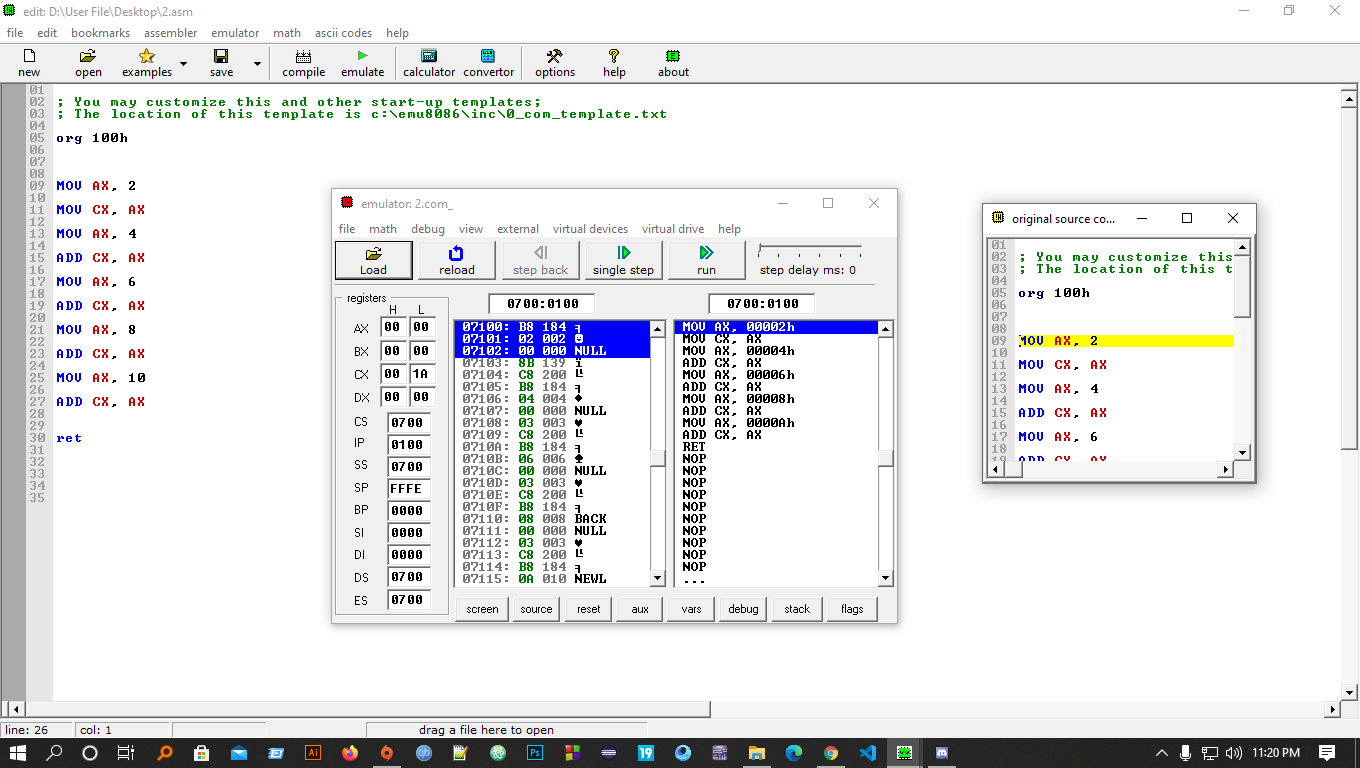 edit: D:\User File\Desktop\2.asm
file edit bookmarks assembler emulator math ascii codes help
new open examples save compile emulate calculator convertor options help about
01
02 ; You may customize this and other start-up templates;
03 ; The location of this template is c:\emu8086\inc\0_com_template.txt
04
05 org 100h
06
07
08
09 MOV AX, 2
10
11 MOV CX, AX
12
13 MOV AX, 4
14
15 ADD CX, AX
16
17 MOV AX, 6
18
19 ADD CX, AX
20
21 MOV AX, 8
22
23 ADD CX, AX
24
25 MOV AX, 10
26
27 ADD CX, AX
28
29
30 ret
31
32
33
34
35
emulator: 2.com_
file math debug view external virtual devices virtual drive help
Load reload step back single step run step delay ms: 0
registers
H L
AX 00 00
BX 00 00
CX 00 1A
DX 00 00
CS 0700
IP 0100
SS 0700
SP FFFE
BP 0000
SI 0000
DI 0000
DS 0700
ES 0700
0700:0100
07100: B8 184 ╕
07101: 02 002 ☻
07102: 00 000 NULL
07103: 8B 139 ï
07104: C8 200 ╚
07105: B8 184 ╕
07106: 04 004 ♦
07107: 00 000 NULL
07108: 03 003 ♥
07109: C8 200 ╚
0710A: B8 184 ╕
0710B: 06 006 ♠
0710C: 00 000 NULL
0710D: 03 003 ♥
0710E: C8 200 ╚
0710F: B8 184 ╕
07110: 08 008 BACK
07111: 00 000 NULL
07112: 03 003 ♥
07113: C8 200 ╚
07114: B8 184 ╕
07115: 0A 010 NEWL
0700:0100
MOV AX, 00002h
MOV CX, AX
MOV AX, 00004h
ADD CX, AX
MOV AX, 00006h
ADD CX, AX
MOV AX, 00008h
ADD CX, AX
MOV AX, 0000Ah
ADD CX, AX
RET
NOP
NOP
NOP
NOP
NOP
NOP
NOP
NOP
NOP
NOP
NOP
...
screen source reset aux vars debug stack flags
original source co...
01
02 ; You may customize this
03 ; The location of this t
04
05 org 100h
06
07
08
09 MOV AX, 2
10
11 MOV CX, AX
12
13 MOV AX, 4
14
15 ADD CX, AX
16
17 MOV AX, 6
18
19 ADD CX, AX
line: 26 col: 1 drag a file here to open
Ai qb Ps 19 11:20 PM